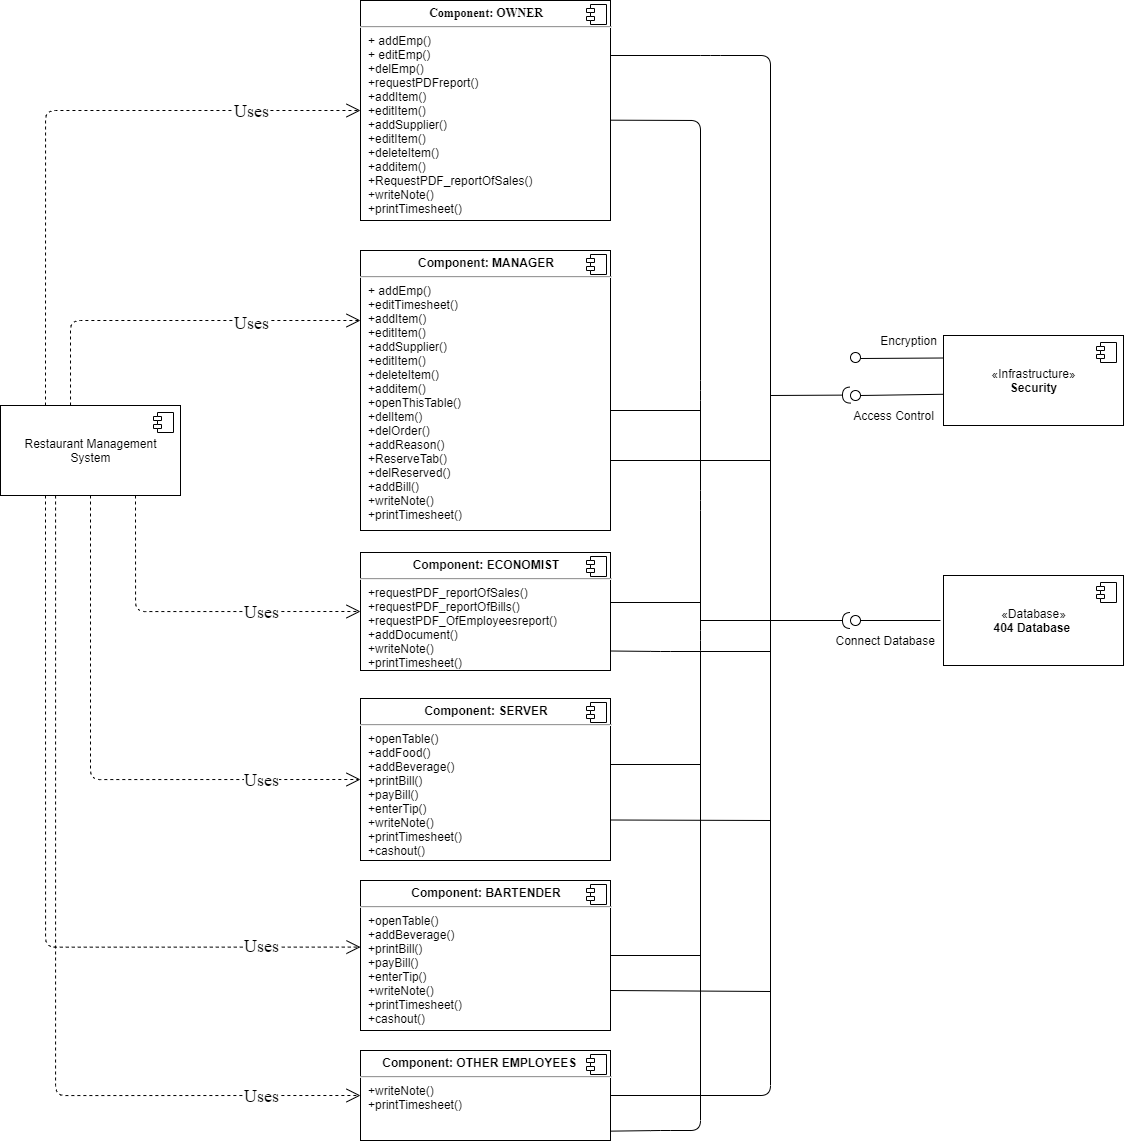 Component: OWNER
+ addEmp()
+ editEmp()
+delEmp()
+requestPDFreport()
+addItem()
+editItem()
+addSupplier()
+editItem()
+deleteItem()
+additem()
+RequestPDF_reportOfSales()
+writeNote()
+printTimesheet()
Uses
Component: MANAGER
+ addEmp()
+editTimesheet()
+addItem()
+editItem()
+addSupplier()
+editItem()
+deleteItem()
+additem()
+openThisTable()
+delItem()
+delOrder()
+addReason()
+ReserveTab()
+delReserved()
+addBill()
+writeNote()
+printTimesheet()
Uses
Encryption
«Infrastructure»
Security
Access Control
Restaurant Management
System
Component: ECONOMIST
+requestPDF_reportOfSales()
+requestPDF_reportOfBills()
+requestPDF_OfEmployeesreport()
+addDocument()
+writeNote()
+printTimesheet()
Uses
«Database»
404 Database
Connect Database
Component: SERVER
+openTable()
+addFood()
+addBeverage()
+printBill()
+payBill()
+enterTip()
+writeNote()
+printTimesheet()
+cashout()
Uses
Component: BARTENDER
+openTable()
+addBeverage()
+printBill()
+payBill()
+enterTip()
+writeNote()
+printTimesheet()
+cashout()
Uses
Component: OTHER EMPLOYEES
+writeNote()
+printTimesheet()
Uses